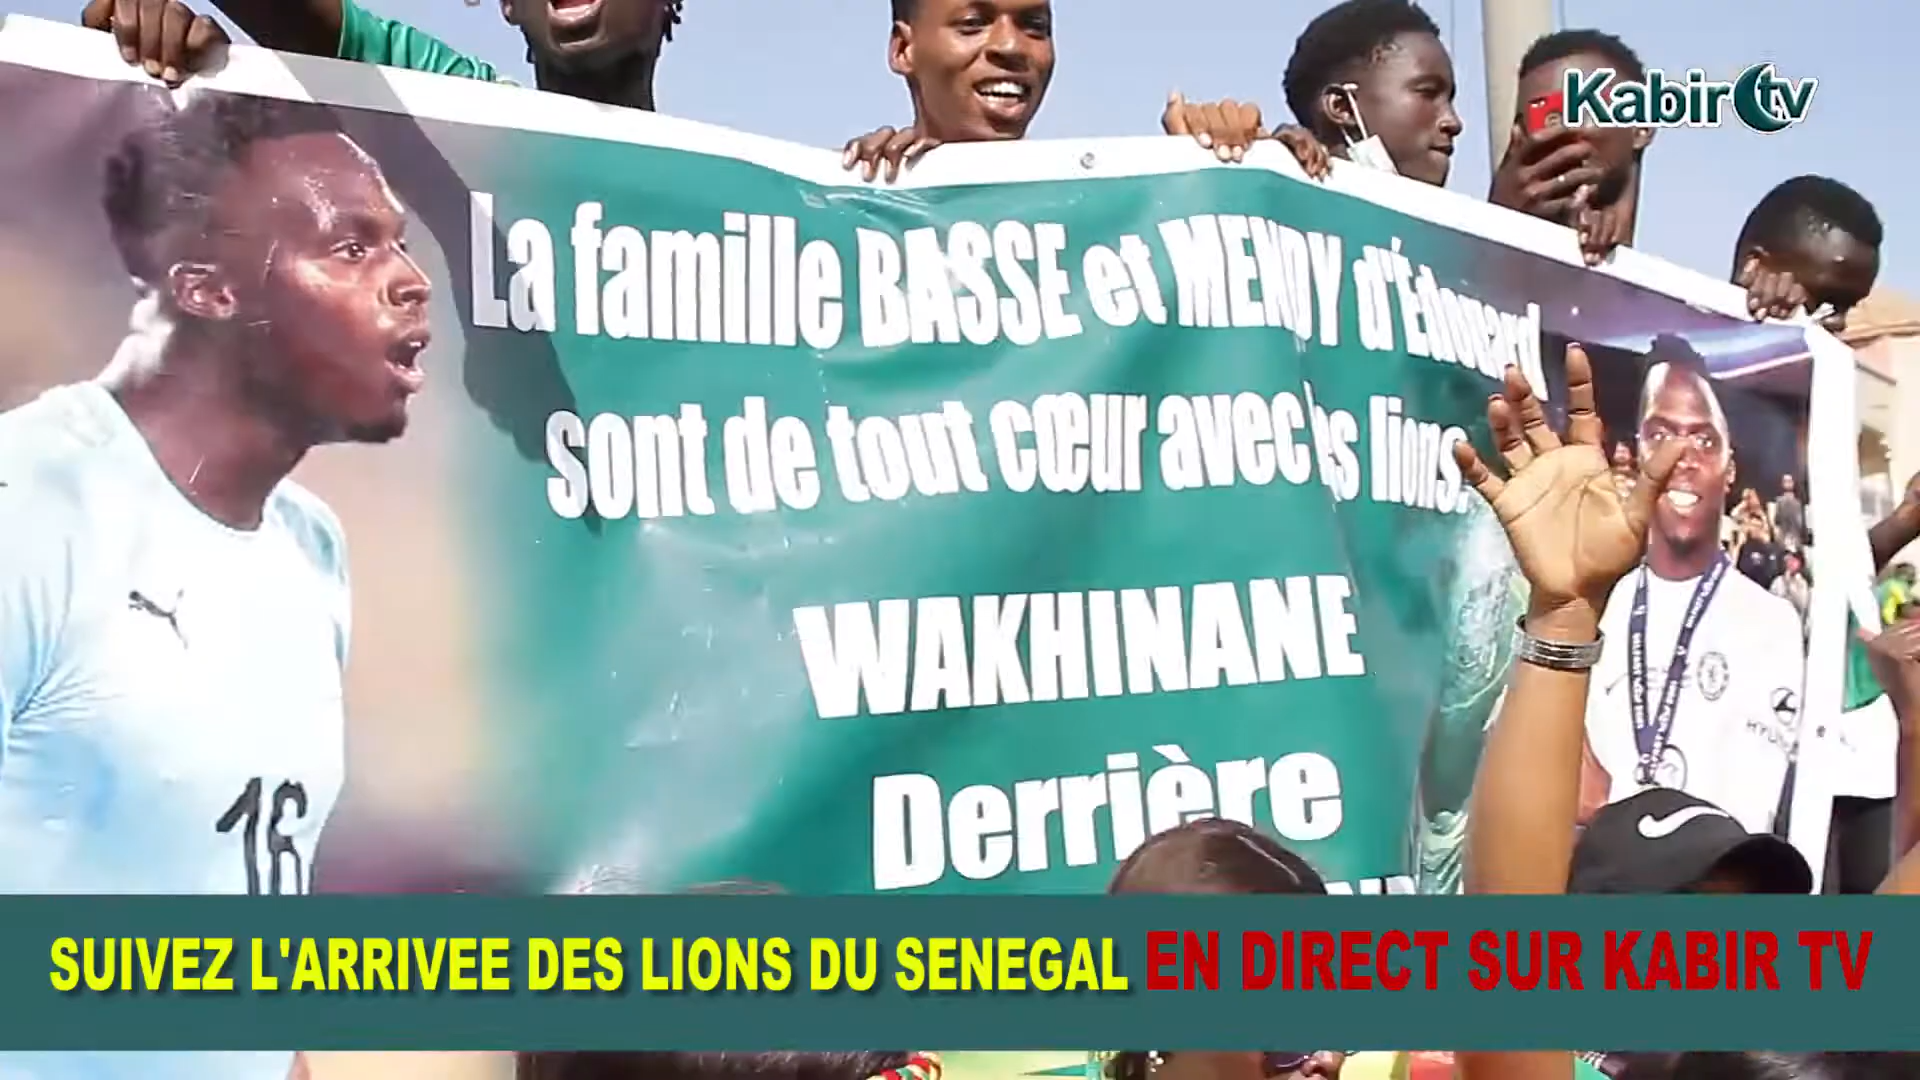 Kabir tv
La famille BASSE et MENDY d'Édouard
sont de tout cœur avec les lions.
WAKHINANE
Derrière
16
SUIVEZ L'ARRIVEE DES LIONS DU SENEGAL EN DIRECT SUR KABIR TV